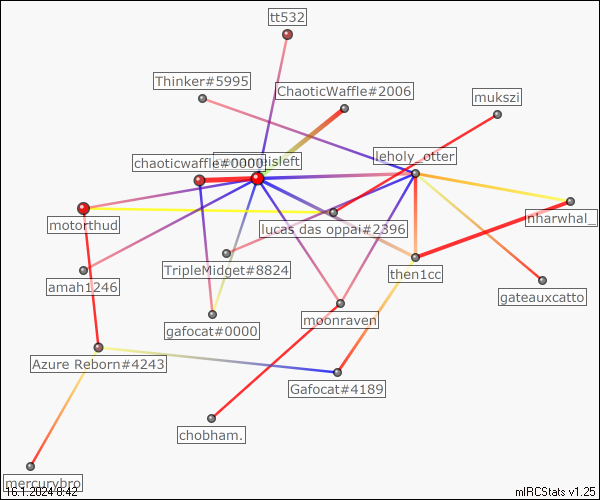 tt532
Thinker#5995
ChaoticWaffle#2006
mukszi
chaoticwaffle#0000
isleft
leholy_otter
motorthud
lucas das oppai#2396
nharwhal_
TripleMidget#8824
then1cc
amah1246
gateauxcatto
gafocat#0000
moonraven
Azure Reborn#4243
Gafocat#4189
chobham.
mercurybro
16.1.2024 0:42
mIRCStats v1.25